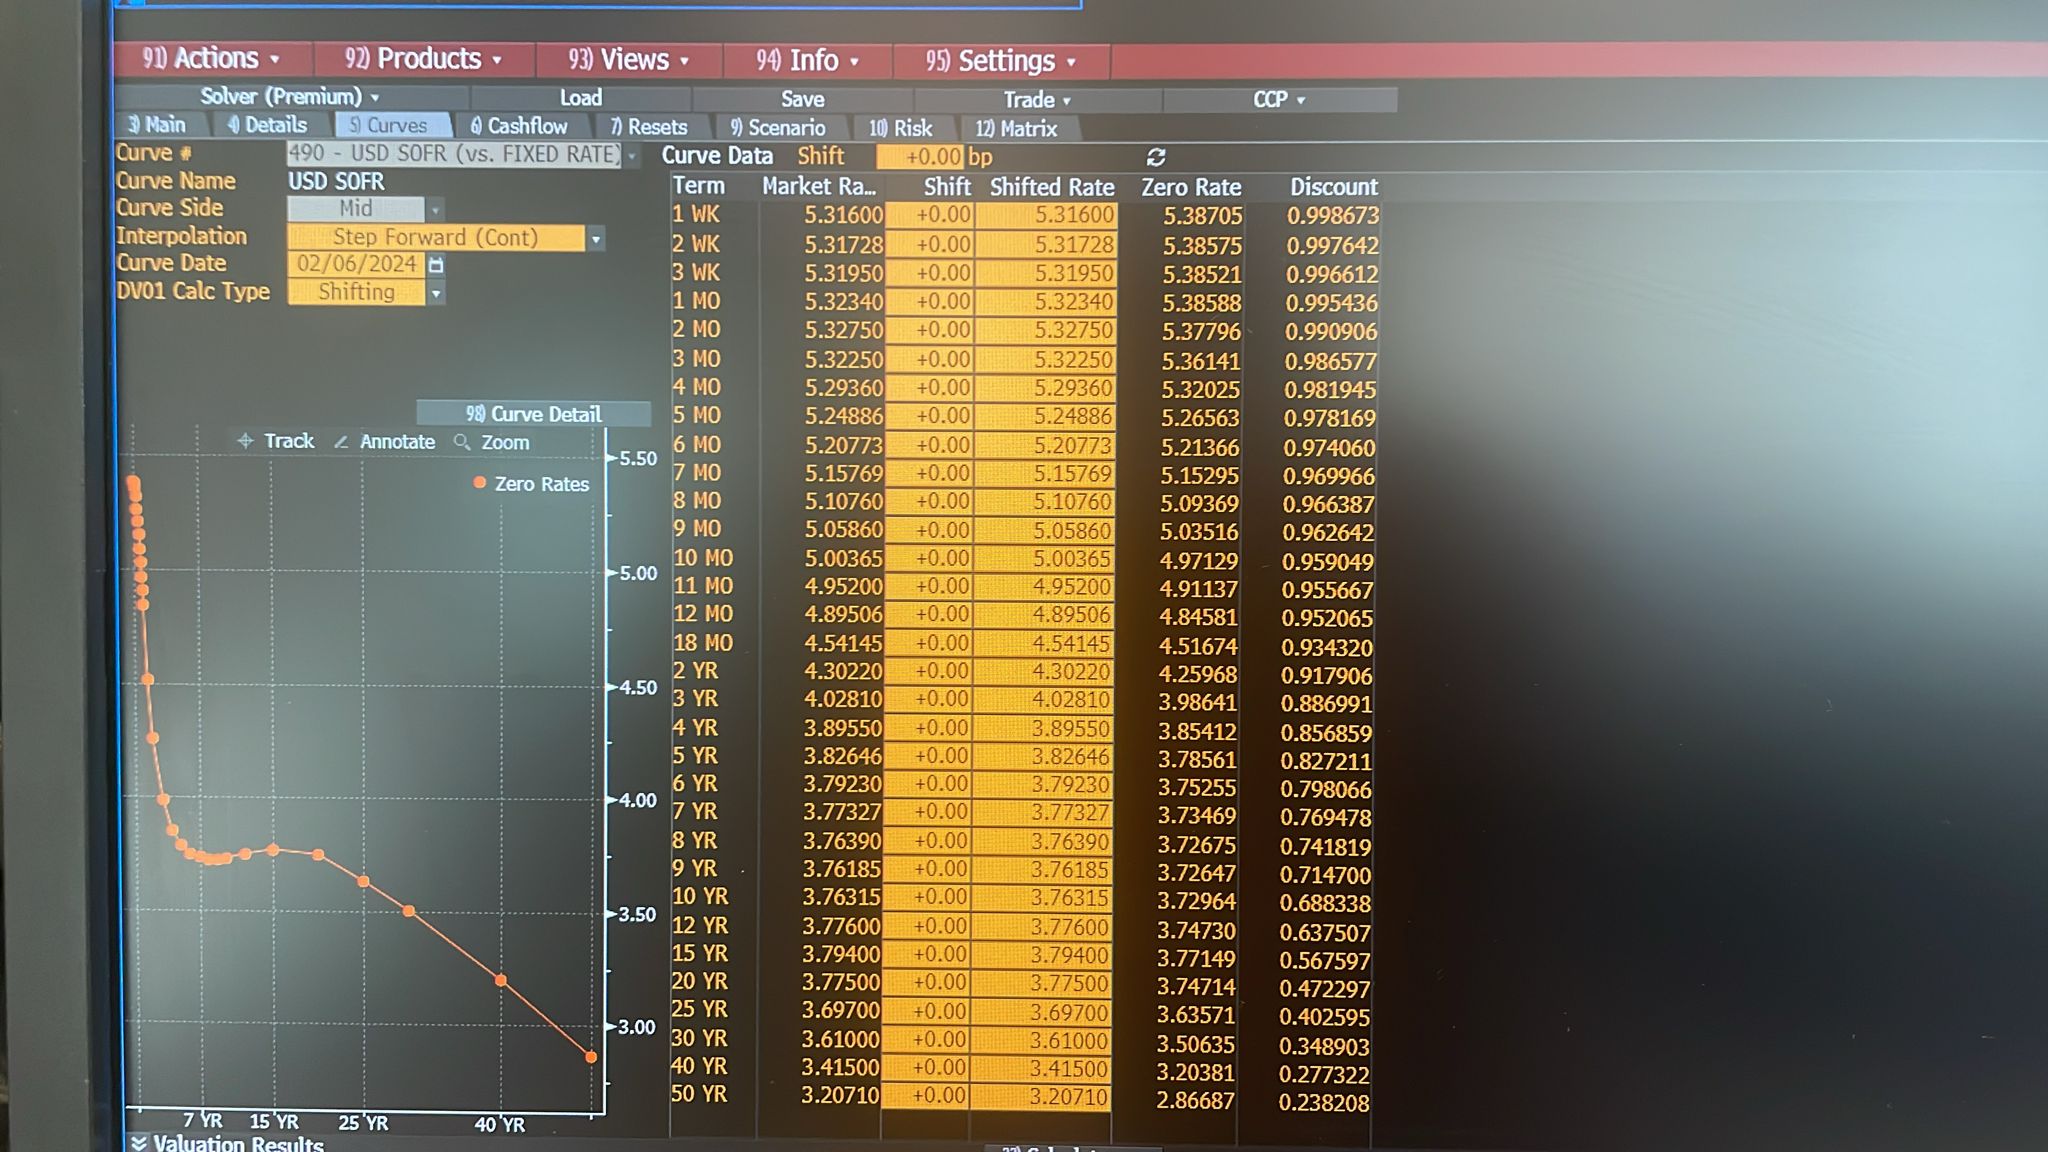 91) Actions 92) Products 93) Views 94) Info 95) Settings
Solver (Premium) Load Save Trade CCP
3) Main 4) Details 5) Curves 6) Cashflow 7) Resets 9) Scenario 10) Risk 12) Matrix
Curve # 490 - USD SOFR (vs. FIXED RATE)
Curve Name USD SOFR
Curve Side Mid
Interpolation Step Forward (Cont)
Curve Date 02/06/2024
DV01 Calc Type Shifting
98) Curve Detail
Track Annotate Zoom
Zero Rates
5.50
5.00
4.50
4.00
3.50
3.00
7 YR 15 YR 25 YR 40 YR
Curve Data Shift +0.00 bp
Term Market Ra... Shift Shifted Rate Zero Rate Discount
1 WK 5.31600 +0.00 5.31600 5.38705 0.998673
2 WK 5.31728 +0.00 5.31728 5.38575 0.997642
3 WK 5.31950 +0.00 5.31950 5.38521 0.996612
1 MO 5.32340 +0.00 5.32340 5.38588 0.995436
2 MO 5.32750 +0.00 5.32750 5.37796 0.990906
3 MO 5.32250 +0.00 5.32250 5.36141 0.986577
4 MO 5.29360 +0.00 5.29360 5.32025 0.981945
5 MO 5.24886 +0.00 5.24886 5.26563 0.978169
6 MO 5.20773 +0.00 5.20773 5.21366 0.974060
7 MO 5.15769 +0.00 5.15769 5.15295 0.969966
8 MO 5.10760 +0.00 5.10760 5.09369 0.966387
9 MO 5.05860 +0.00 5.05860 5.03516 0.962642
10 MO 5.00365 +0.00 5.00365 4.97129 0.959049
11 MO 4.95200 +0.00 4.95200 4.91137 0.955667
12 MO 4.89506 +0.00 4.89506 4.84581 0.952065
18 MO 4.54145 +0.00 4.54145 4.51674 0.934320
2 YR 4.30220 +0.00 4.30220 4.25968 0.917906
3 YR 4.02810 +0.00 4.02810 3.98641 0.886991
4 YR 3.89550 +0.00 3.89550 3.85412 0.856859
5 YR 3.82646 +0.00 3.82646 3.78561 0.827211
6 YR 3.79230 +0.00 3.79230 3.75255 0.798066
7 YR 3.77327 +0.00 3.77327 3.73469 0.769478
8 YR 3.76390 +0.00 3.76390 3.72675 0.741819
9 YR 3.76185 +0.00 3.76185 3.72647 0.714700
10 YR 3.76315 +0.00 3.76315 3.72964 0.688338
12 YR 3.77600 +0.00 3.77600 3.74730 0.637507
15 YR 3.79400 +0.00 3.79400 3.77149 0.567597
20 YR 3.77500 +0.00 3.77500 3.74714 0.472297
25 YR 3.69700 +0.00 3.69700 3.63571 0.402595
30 YR 3.61000 +0.00 3.61000 3.50635 0.348903
40 YR 3.41500 +0.00 3.41500 3.20381 0.277322
50 YR 3.20710 +0.00 3.20710 2.86687 0.238208
Valuation Results